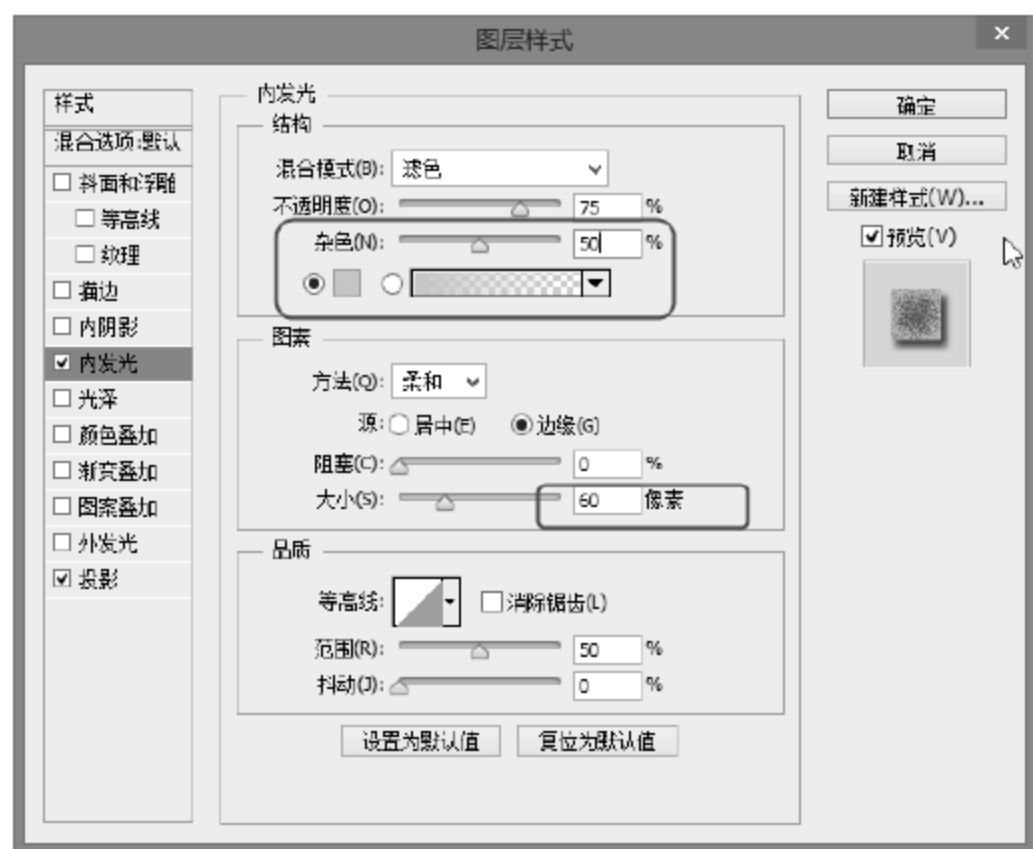 图层样式
样式
混合选项:默认
斜面和浮雕
等高线
纹理
描边
内阴影
内发光
光泽
颜色叠加
渐变叠加
图案叠加
外发光
投影
内发光
结构
混合模式(B): 滤色
不透明度(O): 75 %
杂色(N): 50 %
图素
方法(Q): 柔和
源: 居中(E) 边缘(G)
阻塞(C): 0 %
大小(S): 60 像素
品质
等高线: 消除锯齿(L)
范围(R): 50 %
抖动(J): 0 %
设置为默认值 复位为默认值
确定
取消
新建样式(W)...
预览(V)